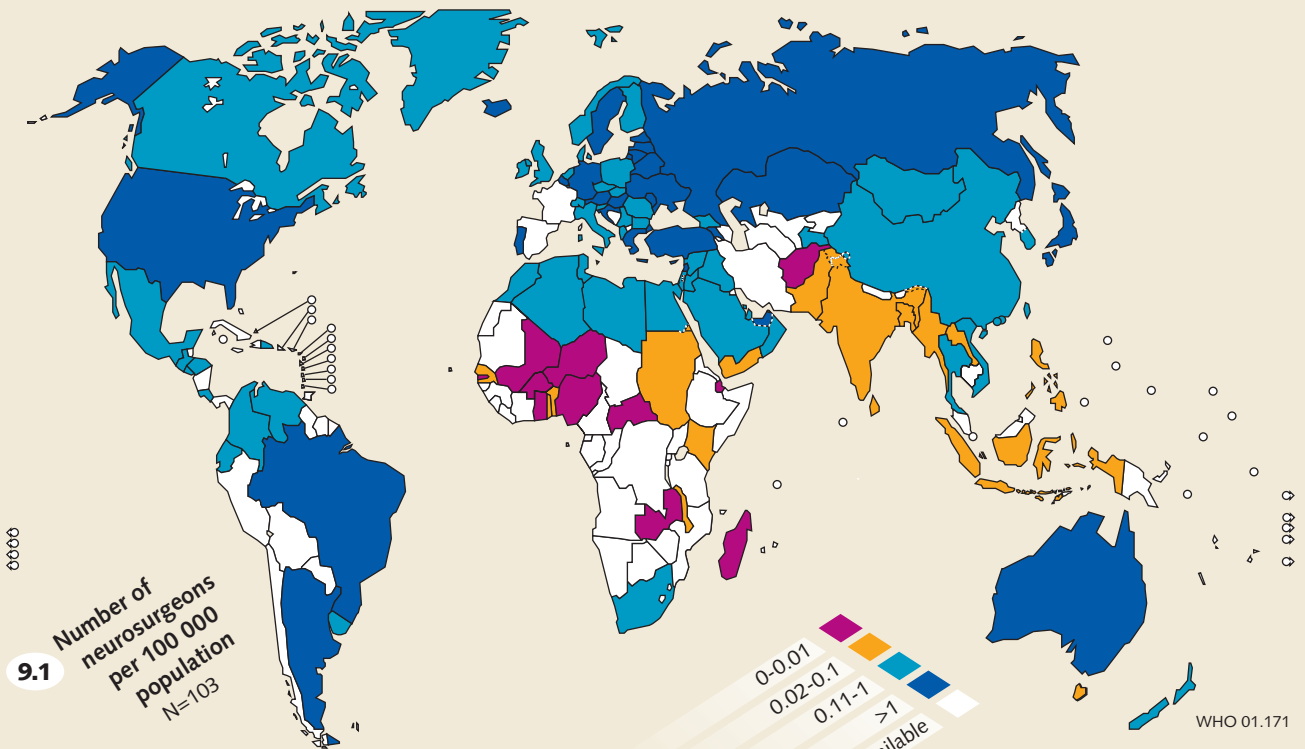 9.1
Number of
neurosurgeons
per 100 000
population
N=103
0-0.01
0.02-0.1
0.11-1
>1
WHO 01.171